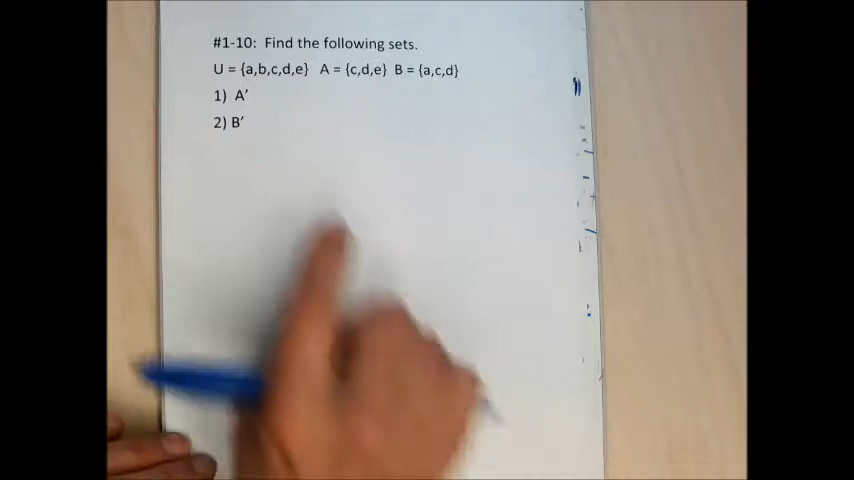 #1-10: Find the following sets.
U = {a,b,c,d,e} A = {c,d,e} B = {a,c,d}
1) A′
2) B′